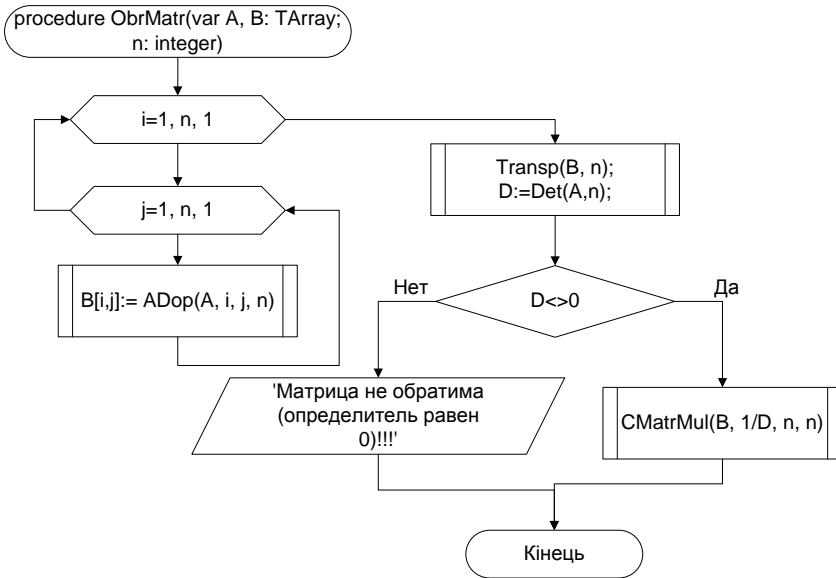 procedure ObrMatr(var A, B: TArray;
n: integer)
i=1, n, 1
j=1, n, 1
B[i,j]:= ADop(A, i, j, n)
Transp(B, n);
D:=Det(A,n);
D<>0
Нет
Да
'Матрица не обратима
(определитель равен
0)!!!'
CMatrMul(B, 1/D, n, n)
Кінець